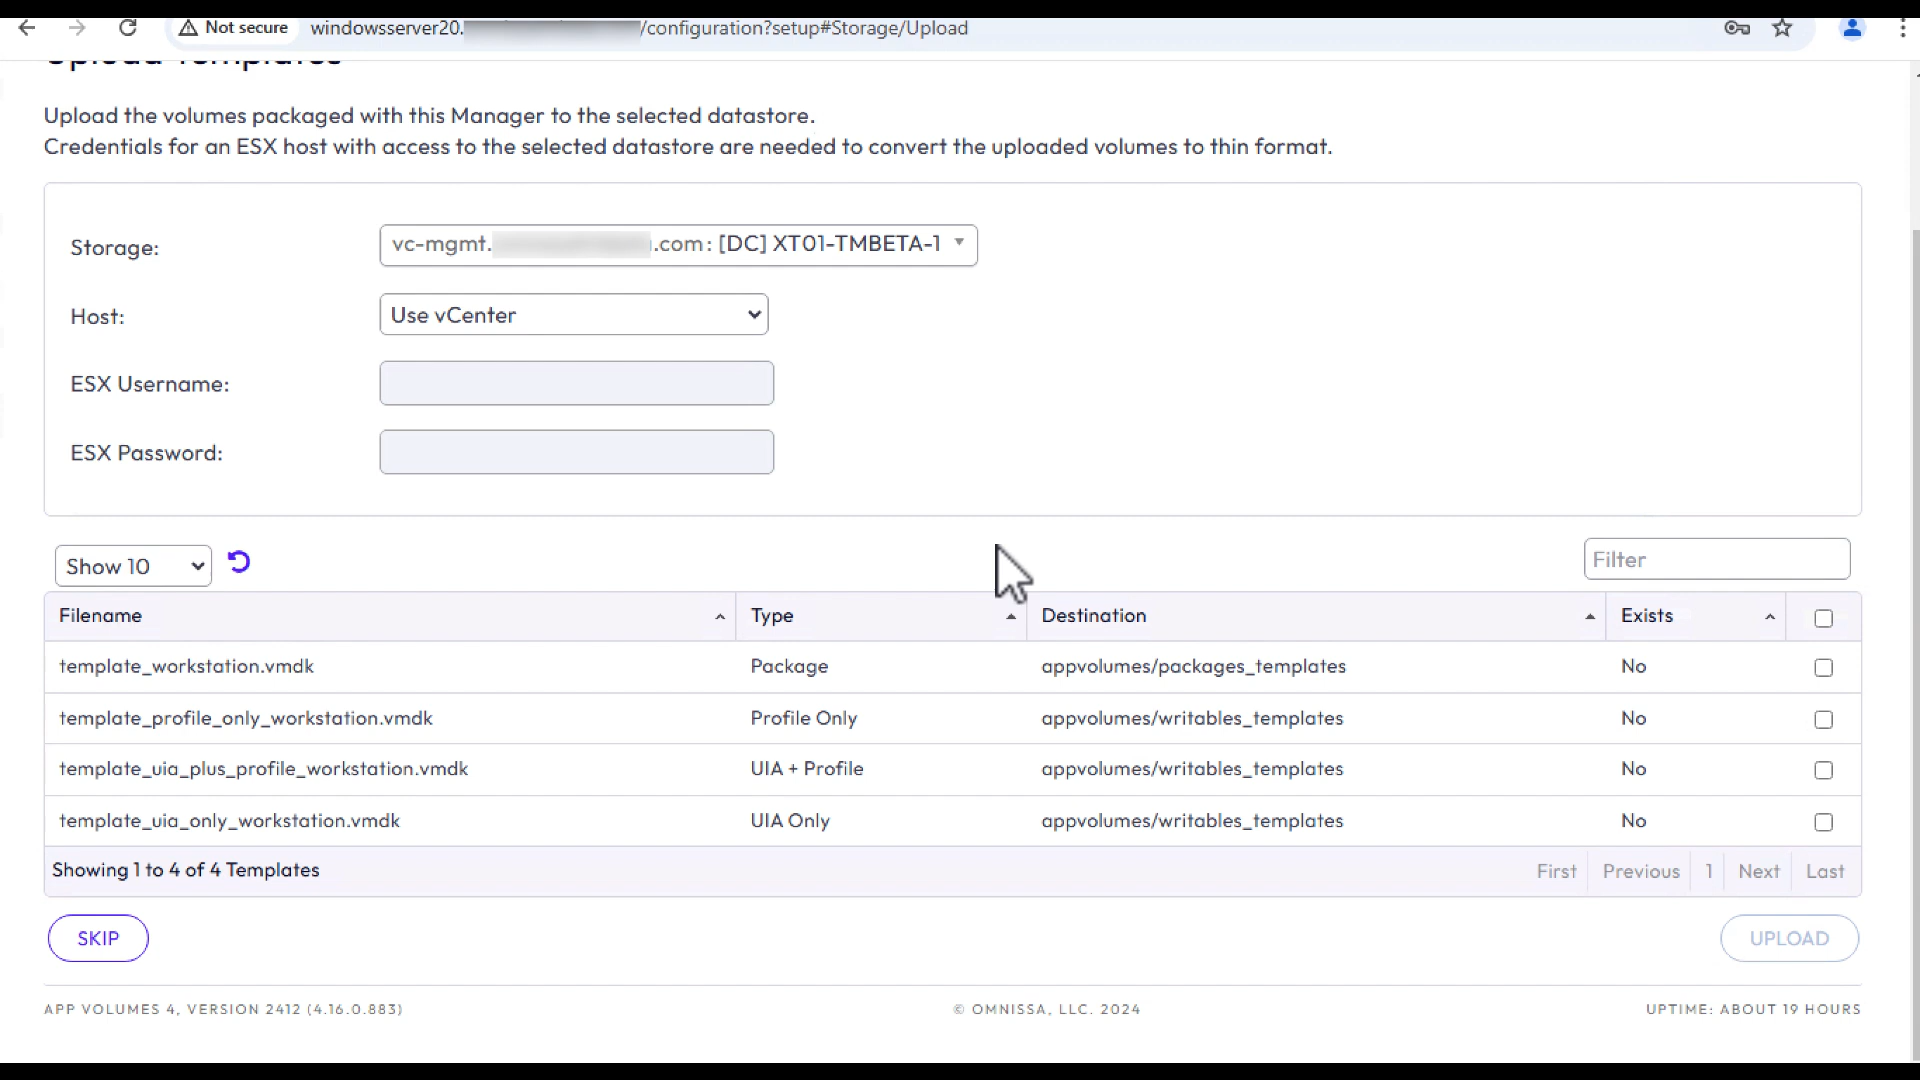 Not secure windowsserver20. /configuration?setup#Storage/Upload
Upload Templates
Upload the volumes packaged with this Manager to the selected datastore.
Credentials for an ESX host with access to the selected datastore are needed to convert the uploaded volumes to thin format.
Storage: vc-mgmt. .com: [DC] XT01-TMBETA-1
Host: Use vCenter
ESX Username:
ESX Password:
Show 10 Filter
Filename Type Destination Exists
template_workstation.vmdk Package appvolumes/packages_templates No
template_profile_only_workstation.vmdk Profile Only appvolumes/writables_templates No
template_uia_plus_profile_workstation.vmdk UIA + Profile appvolumes/writables_templates No
template_uia_only_workstation.vmdk UIA Only appvolumes/writables_templates No
Showing 1 to 4 of 4 Templates First Previous 1 Next Last
SKIP UPLOAD
APP VOLUMES 4, VERSION 2412 (4.16.0.883) © OMNISSA, LLC. 2024 UPTIME: ABOUT 19 HOURS